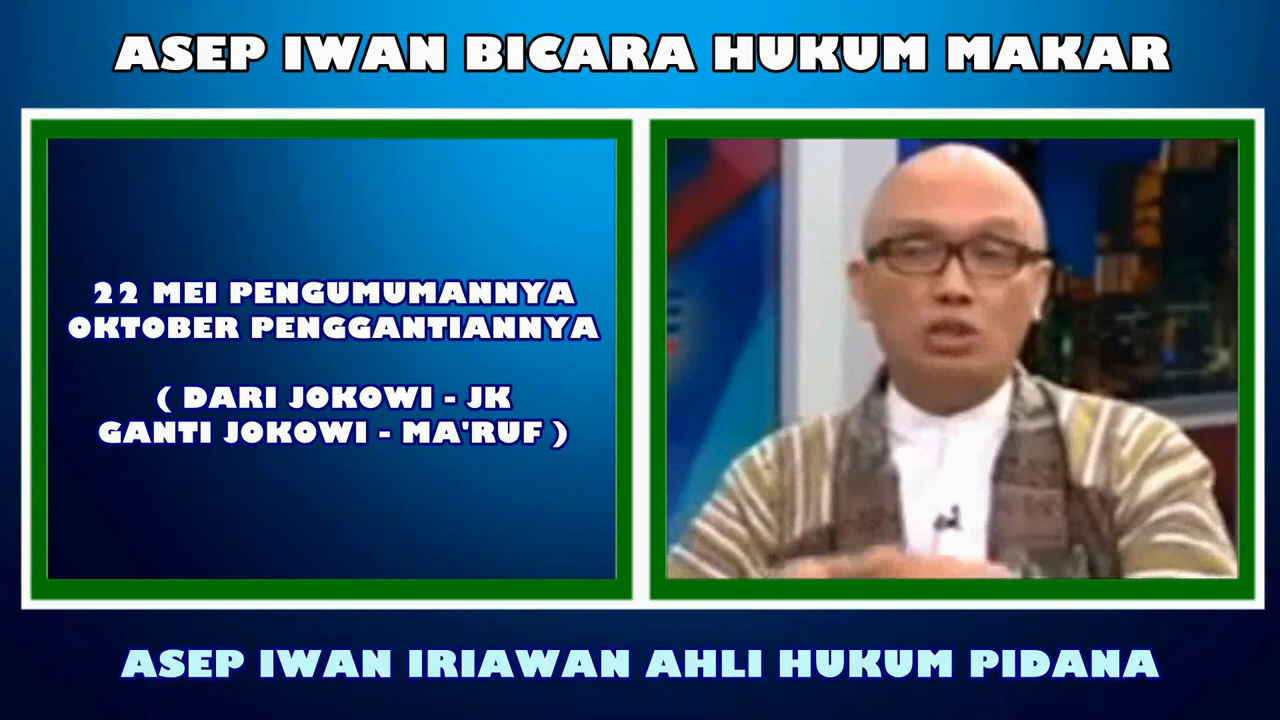 ASEP IWAN BICARA HUKUM MAKAR
22 MEI PENGUMUMANNYA
OKTOBER PENGGANTIANNYA
( DARI JOKOWI - JK
GANTI JOKOWI - MA'RUF )
ASEP IWAN IRIAWAN AHLI HUKUM PIDANA